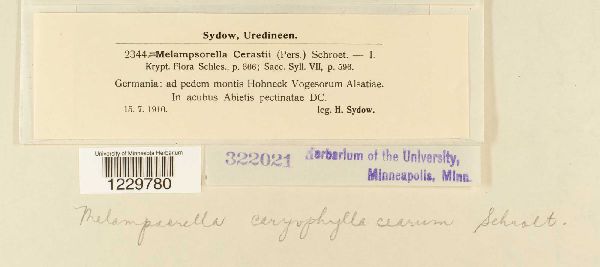 Sydow, Uredineen.
2344. Melampsorella Cerastii (Pers.) Schroet. — I.
Krypt. Flora Schles., p. 366; Sacc. Syll. VII, p. 596.
Germania: ad pedem montis Hohneck Vogesorum Alsatiae.
In acubus Abietis pectinatae DC.
15. 7. 1910. leg. H. Sydow.
University of Minnesota Herbarium
1229780
322021 Herbarium of the University,
Minneapolis, Minn.
Melampsorella caryophyllacearum Schroet.